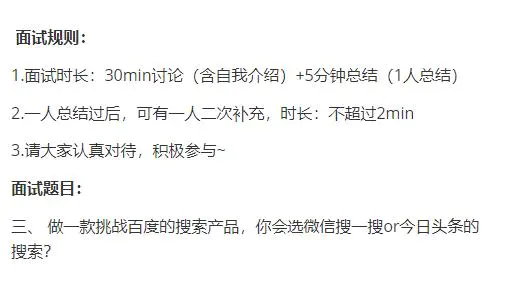 面试规则：
1.面试时长：30min讨论（含自我介绍）+5分钟总结（1人总结）
2.一人总结过后，可有一人二次补充，时长：不超过2min
3.请大家认真对待，积极参与~
面试题目：
三、 做一款挑战百度的搜索产品，你会选微信搜一搜or今日头条的
搜索？